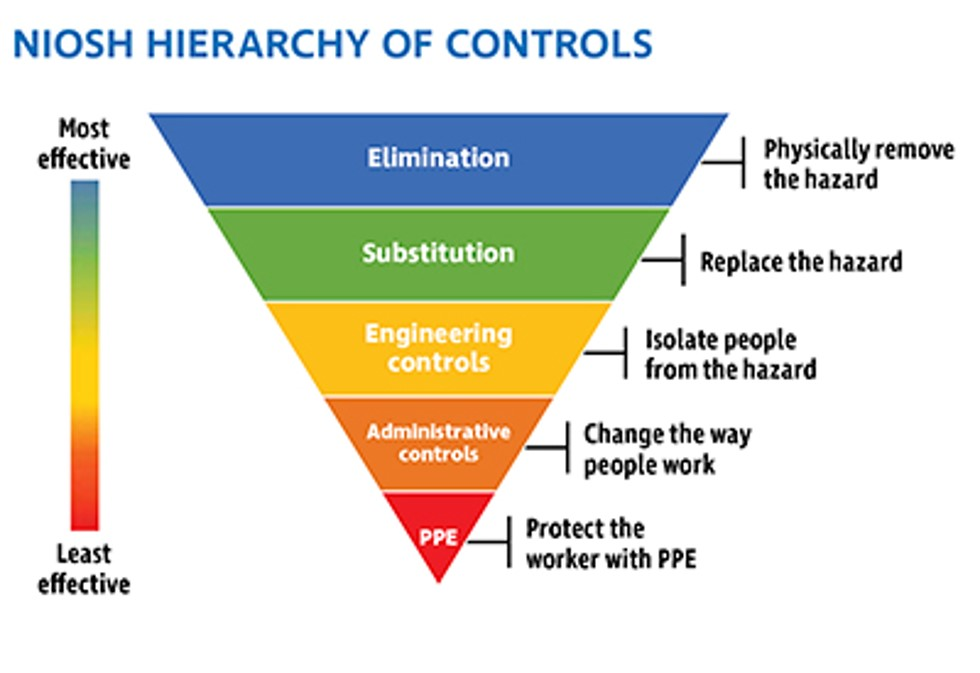 NIOSH HIERARCHY OF CONTROLS
Most
effective
Elimination
Physically remove
the hazard
Substitution
Replace the hazard
Engineering
controls
Isolate people
from the hazard
Administrative
controls
Change the way
people work
PPE
Protect the
worker with PPE
Least
effective